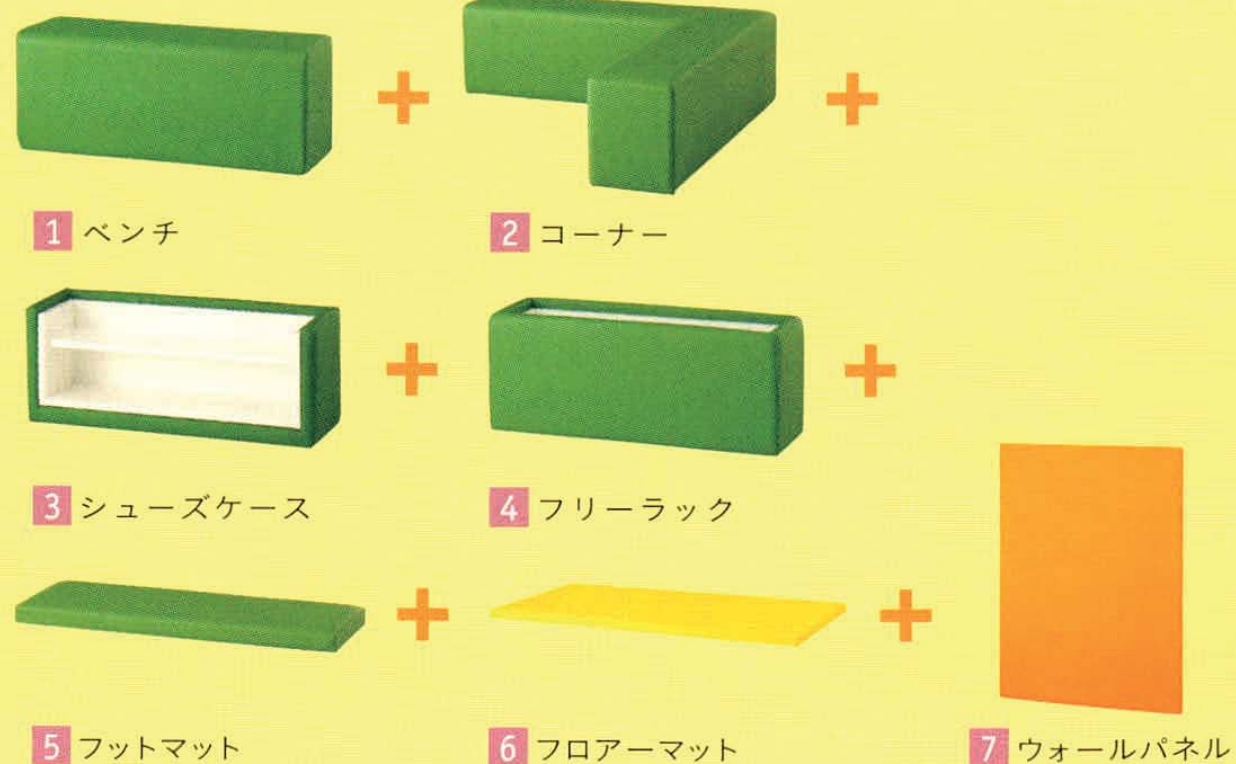 1 ベンチ
2 コーナー
3 シューズケース
4 フリーラック
5 フットマット
6 フロアーマット
7 ウォールパネル